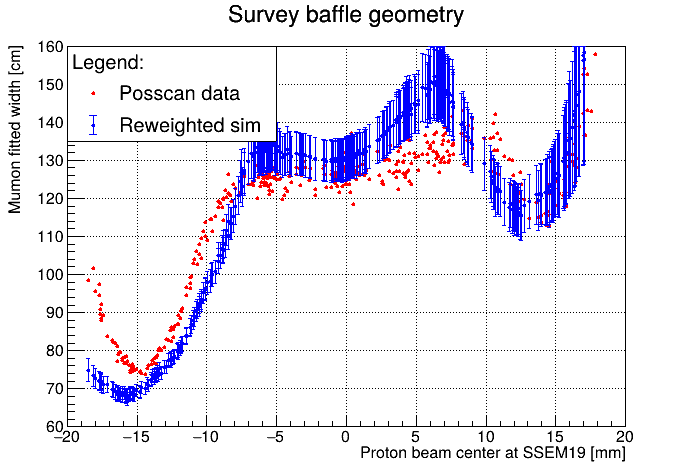 Survey baffle geometry
Mumon fitted width [cm]
160
150
140
130
120
110
100
90
80
70
60
Legend:
Posscan data
Reweighted sim
−20 −15 −10 −5 0 5 10 15 20
Proton beam center at SSEM19 [mm]